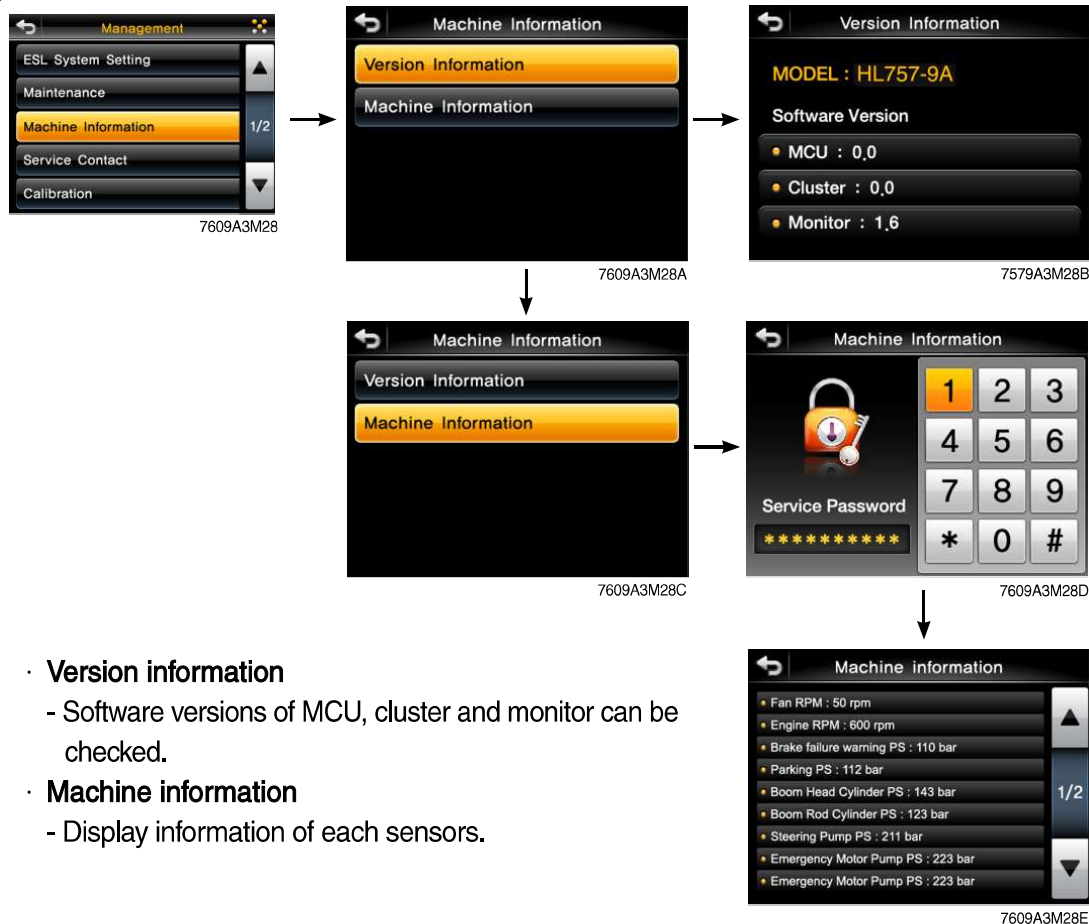 Management
ESL System Setting
Maintenance
Machine Information
1/2
Service Contact
Calibration
7609A3M28
Machine Information
Version Information
Machine Information
7609A3M28A
Version Information
MODEL : HL757-9A
Software Version
MCU : 0.0
Cluster : 0.0
Monitor : 1.6
7579A3M28B
Machine Information
Version Information
Machine Information
7609A3M28C
Machine Information
1 2 3
4 5 6
7 8 9
* 0 #
Service Password
**********
7609A3M28D
· Version information
- Software versions of MCU, cluster and monitor can be
checked.
· Machine information
- Display information of each sensors.
Machine information
Fan RPM : 50 rpm
Engine RPM : 600 rpm
Brake failure warning PS : 110 bar
Parking PS : 112 bar
Boom Head Cylinder PS : 143 bar
1/2
Boom Rod Cylinder PS : 123 bar
Steering Pump PS : 211 bar
Emergency Motor Pump PS : 223 bar
Emergency Motor Pump PS : 223 bar
7609A3M28E